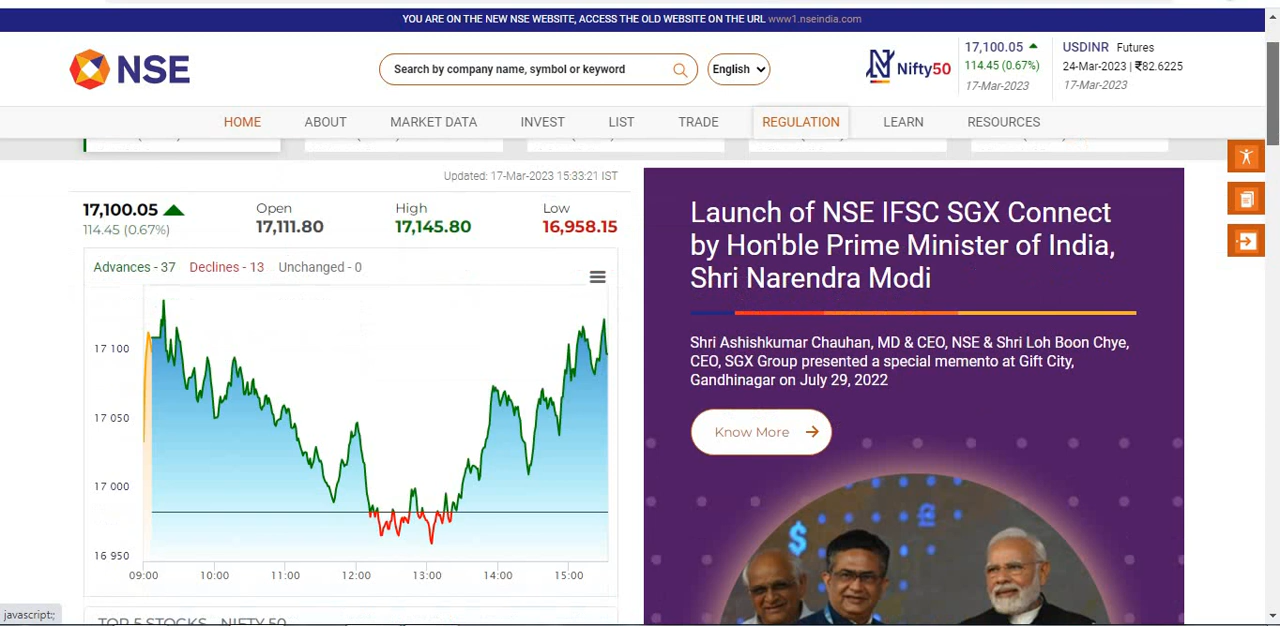 YOU ARE ON THE NEW NSE WEBSITE, ACCESS THE OLD WEBSITE ON THE URL www1.nseindia.com
NSE
Search by company name, symbol or keyword
English
Nifty50
17,100.05
114.45 (0.67%)
17-Mar-2023
USDINR Futures
24-Mar-2023 | ₹82.6225
17-Mar-2023
HOME ABOUT MARKET DATA INVEST LIST TRADE REGULATION LEARN RESOURCES
Updated: 17-Mar-2023 15:33:21 IST
17,100.05
114.45 (0.67%)
Open
17,111.80
High
17,145.80
Low
16,958.15
Advances - 37 Declines - 13 Unchanged - 0
17 100
17 050
17 000
16 950
09:00 10:00 11:00 12:00 13:00 14:00 15:00
TOP 5 STOCKS - NIFTY 50
Launch of NSE IFSC SGX Connect
by Hon'ble Prime Minister of India,
Shri Narendra Modi
Shri Ashishkumar Chauhan, MD & CEO, NSE & Shri Loh Boon Chye,
CEO, SGX Group presented a special memento at Gift City,
Gandhinagar on July 29, 2022
Know More
$
javascript:;